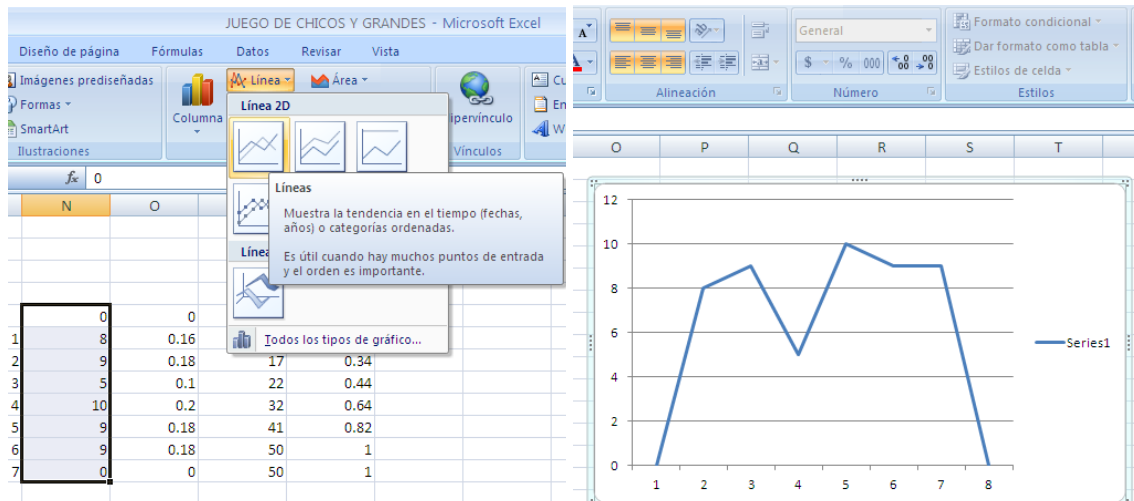 JUEGO DE CHICOS Y GRANDES - Microsoft Excel
Diseño de página Fórmulas Datos Revisar Vista
Imágenes prediseñadas
Formas
SmartArt
Ilustraciones
Columna
Línea
Área
Línea 2D
Líneas
Muestra la tendencia en el tiempo (fechas,
años) o categorías ordenadas.
Es útil cuando hay muchos puntos de entrada
y el orden es importante.
Todos los tipos de gráfico...
Vínculos
fx 0
N O
0 0
1 8 0.16
2 9 0.18 17 0.34
3 5 0.1 22 0.44
4 10 0.2 32 0.64
5 9 0.18 41 0.82
6 9 0.18 50 1
7 0 0 50 1
General
$ % 000
Alineación
Número
Formato condicional
Dar formato como tabla
Estilos de celda
Estilos
O P Q R S T
12
10
8
6
4
2
0
1 2 3 4 5 6 7 8
Series1